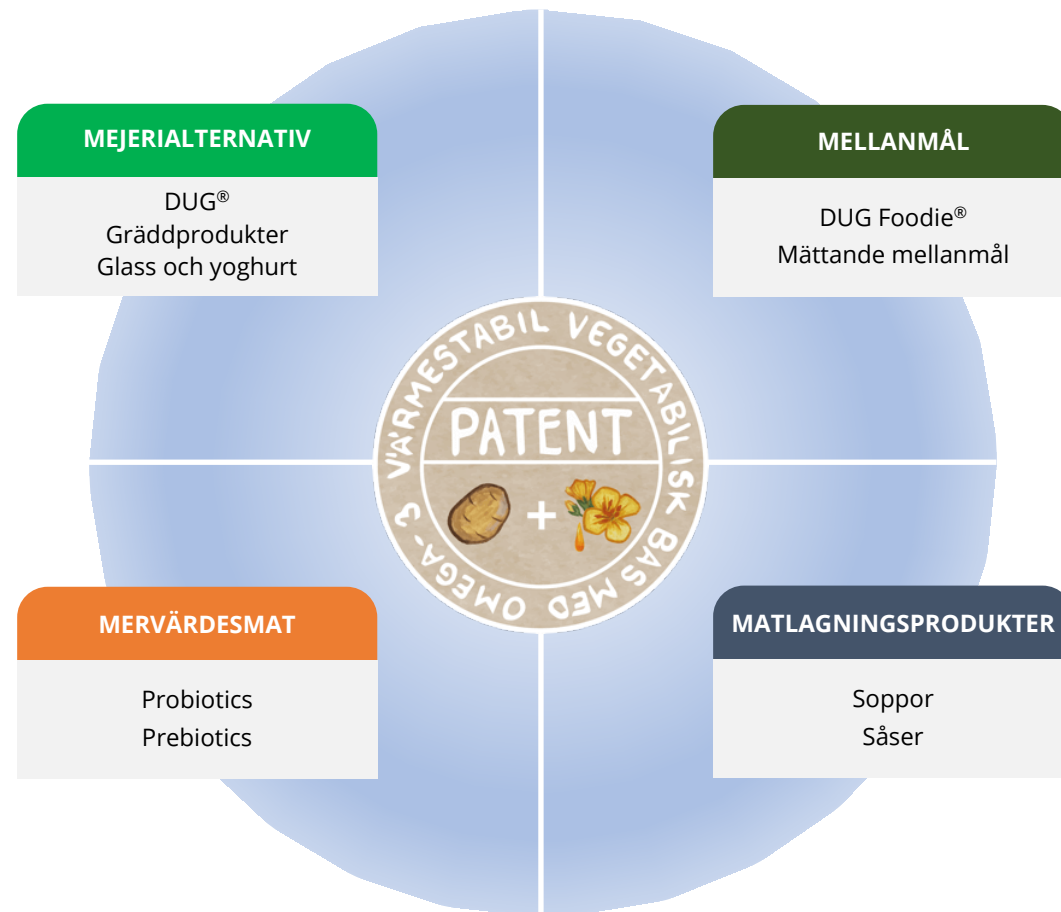 MEJERIALTERNATIV
DUG®
Gräddprodukter
Glass och yoghurt
MELLANMÅL
DUG Foodie®
Mättande mellanmål
VÄRMESTABIL VEGETABILISK BAS MED OMEGA-3
PATENT
+
MERVÄRDESMAT
Probiotics
Prebiotics
MATLAGNINGSPRODUKTER
Soppor
Såser